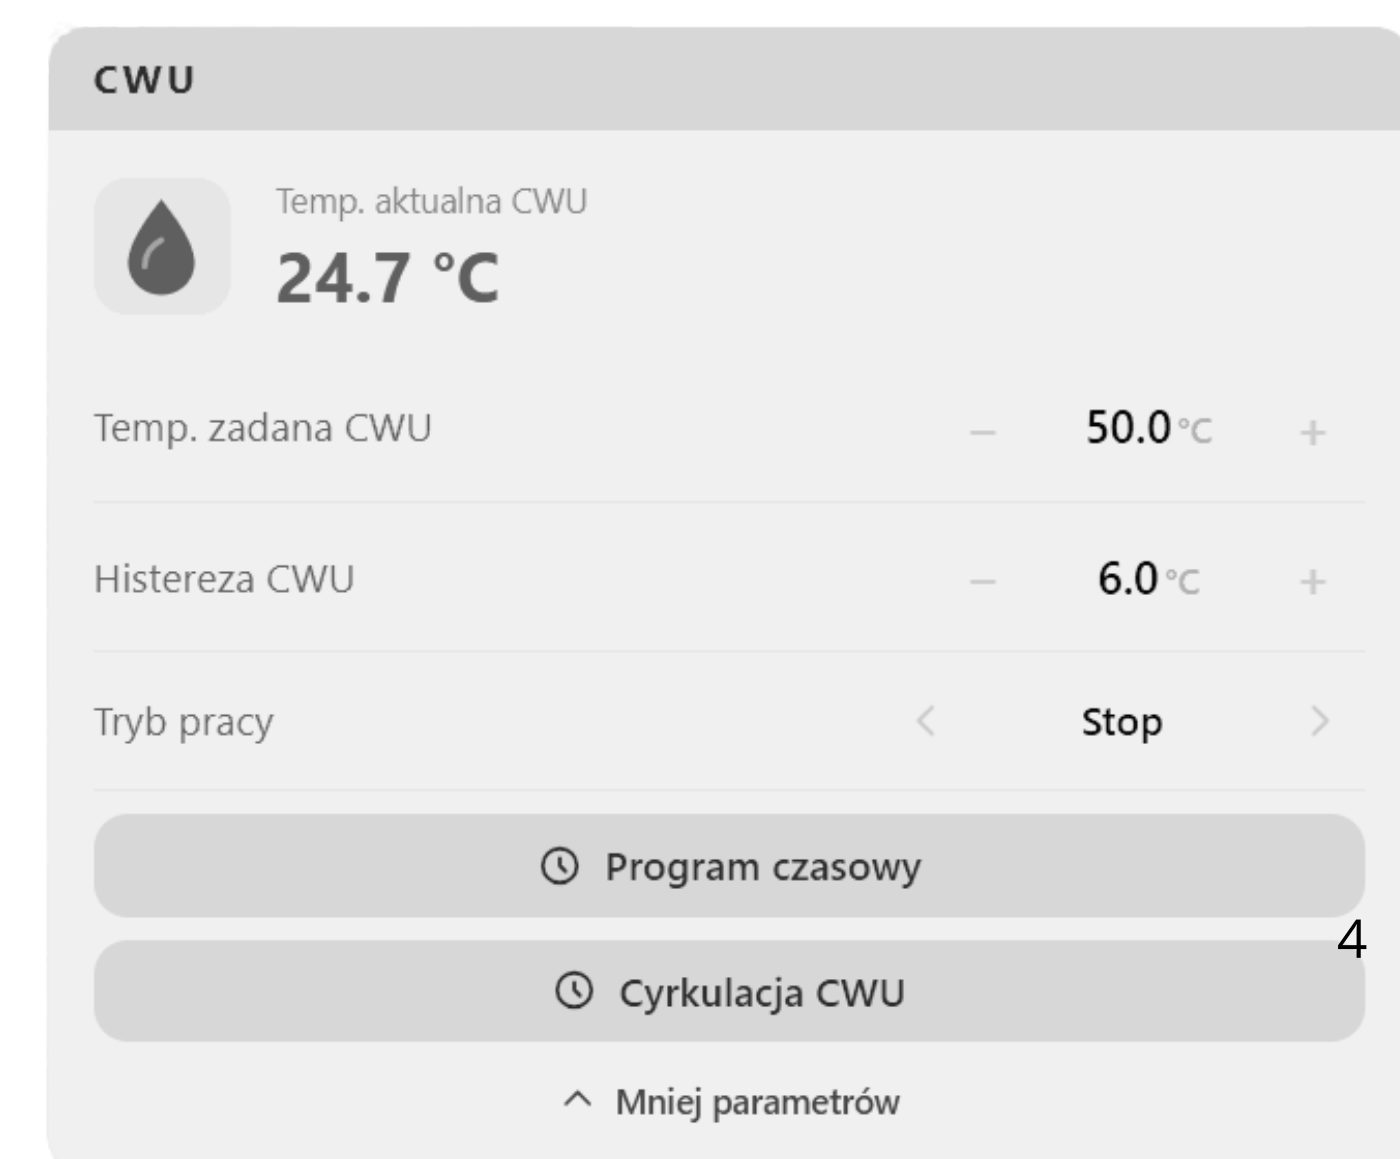 CWU
Temp. aktualna CWU
24.7 °C
Temp. zadana CWU − 50.0 °C +
Histereza CWU − 6.0 °C +
Tryb pracy < Stop >
Program czasowy
4
Cyrkulacja CWU
Mniej parametrów